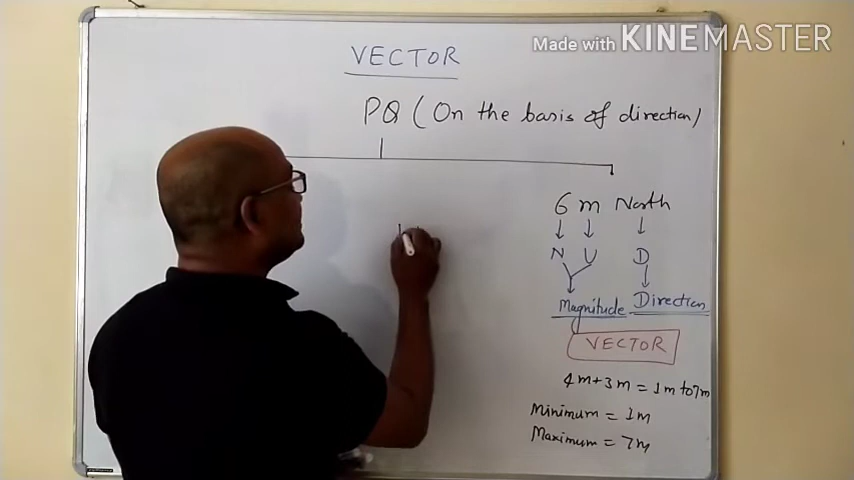 Made with KINEMASTER
VECTOR
PQ (On the basis of direction)
6 m North
N U D
Magnitude Direction
VECTOR
4m+3m = 1m to 7m
Minimum = 1m
Maximum = 7m